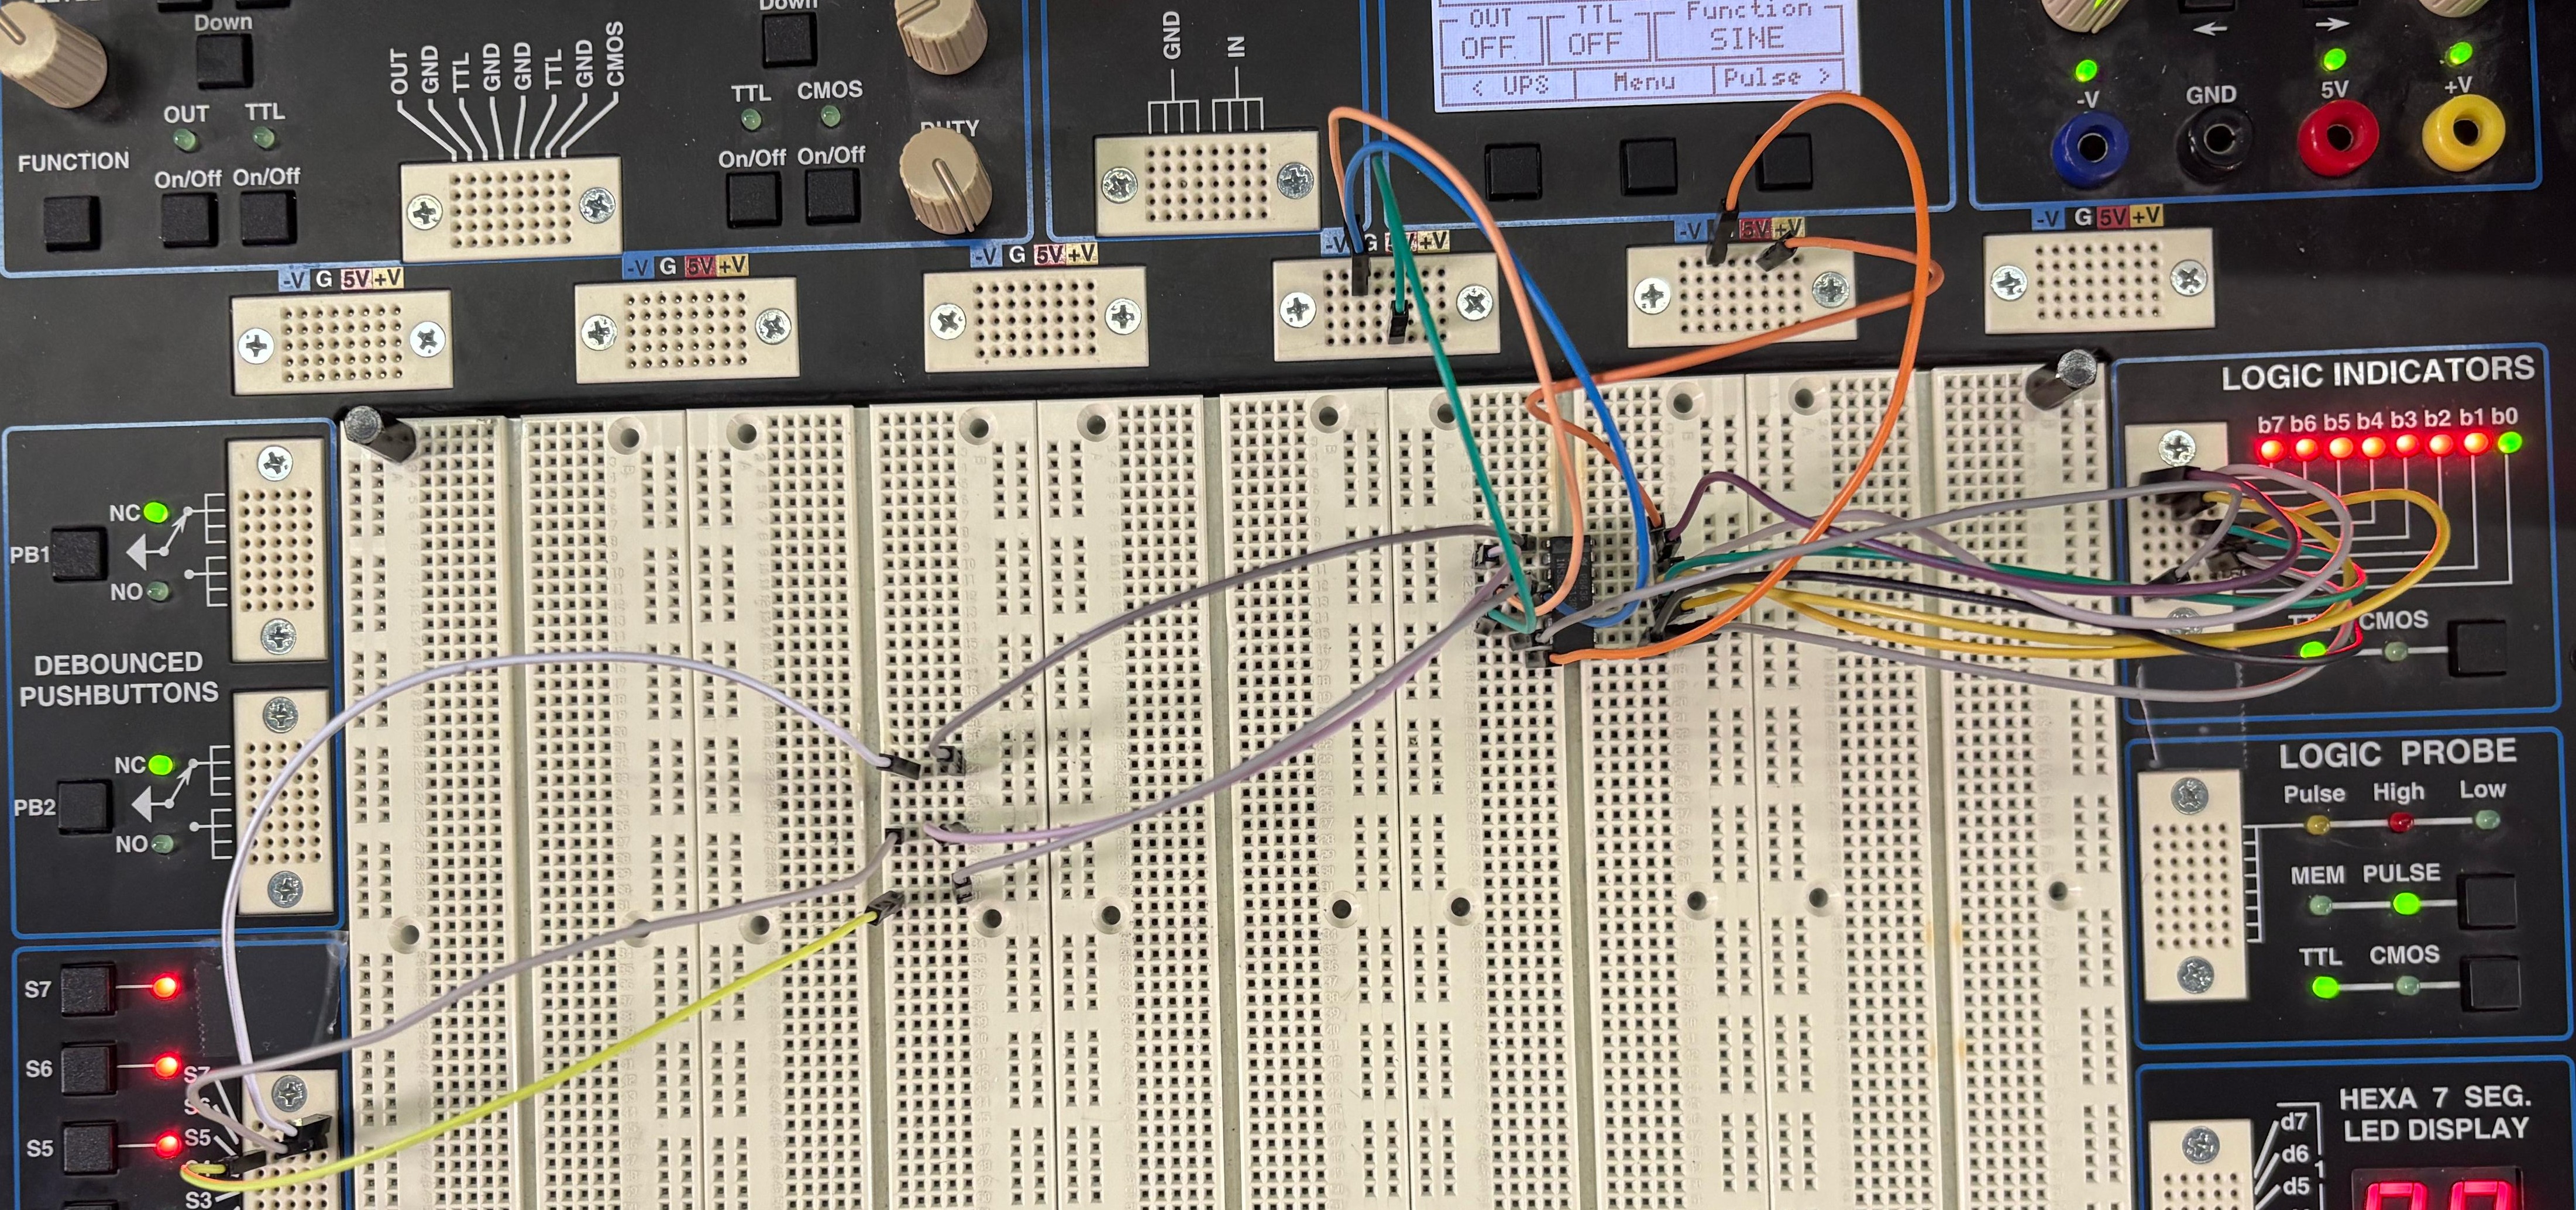 Down
OUT
GND
TTL
GND
GND
TTL
GND
CMOS
OUT TTL
FUNCTION
On/Off On/Off
Down
TTL CMOS
On/Off On/Off
DUTY
GND
IN
OUT TTL Function
OFF OFF SINE
< UPS Menu Pulse >
-V GND 5V +V
-V G 5V +V
-V G 5V +V
-V G 5V +V
-V G 5V +V
-V 5V +V
-V G 5V +V
LOGIC INDICATORS
b7 b6 b5 b4 b3 b2 b1 b0
CMOS
NC
PB1
NO
DEBOUNCED
PUSHBUTTONS
NC
PB2
NO
LOGIC PROBE
Pulse High Low
MEM PULSE
TTL CMOS
S7
S6
S5
S7
S5
S3
HEXA 7 SEG.
LED DISPLAY
d7
d6
d5